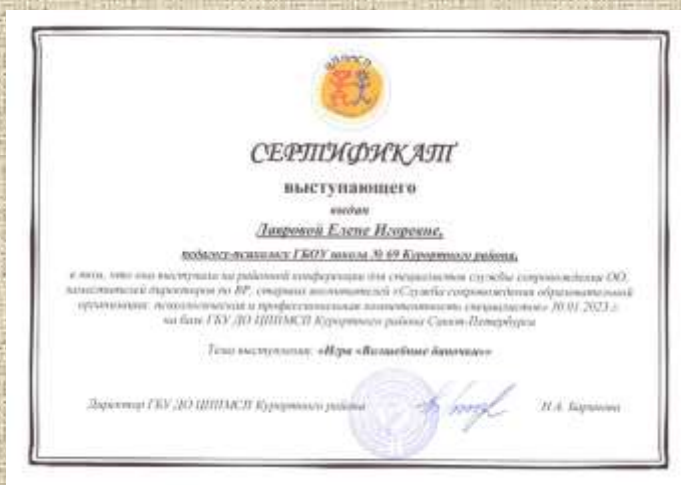 ЦППМСП
СЕРТИФИКАТ
выступающего
выдан
Лавровой Елене Игоревне,
педагогу-психологу ГБОУ школа № 69 Курортного района,
в том, что она выступила на районной конференции для специалистов службы сопровождения ОО,
заместителей директоров по ВР, старших воспитателей «Служба сопровождения образовательной
организации: психологическая и профессиональная компетентность специалистов» 30.01.2023 г.
на базе ГБУ ДО ЦППМСП Курортного района Санкт-Петербурга
Тема выступления: «Игра «Волшебные баночки»»
Директор ГБУ ДО ЦППМСП Курортного района Н.А.